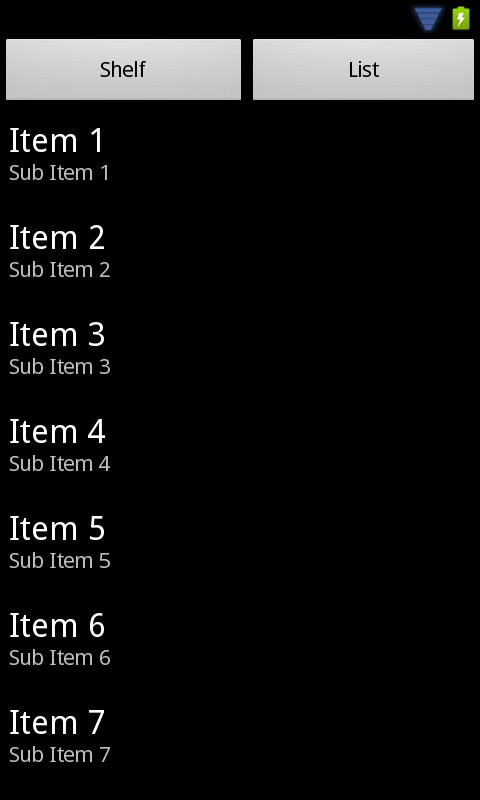 Shelf
List
Item 1
Sub Item 1
Item 2
Sub Item 2
Item 3
Sub Item 3
Item 4
Sub Item 4
Item 5
Sub Item 5
Item 6
Sub Item 6
Item 7
Sub Item 7